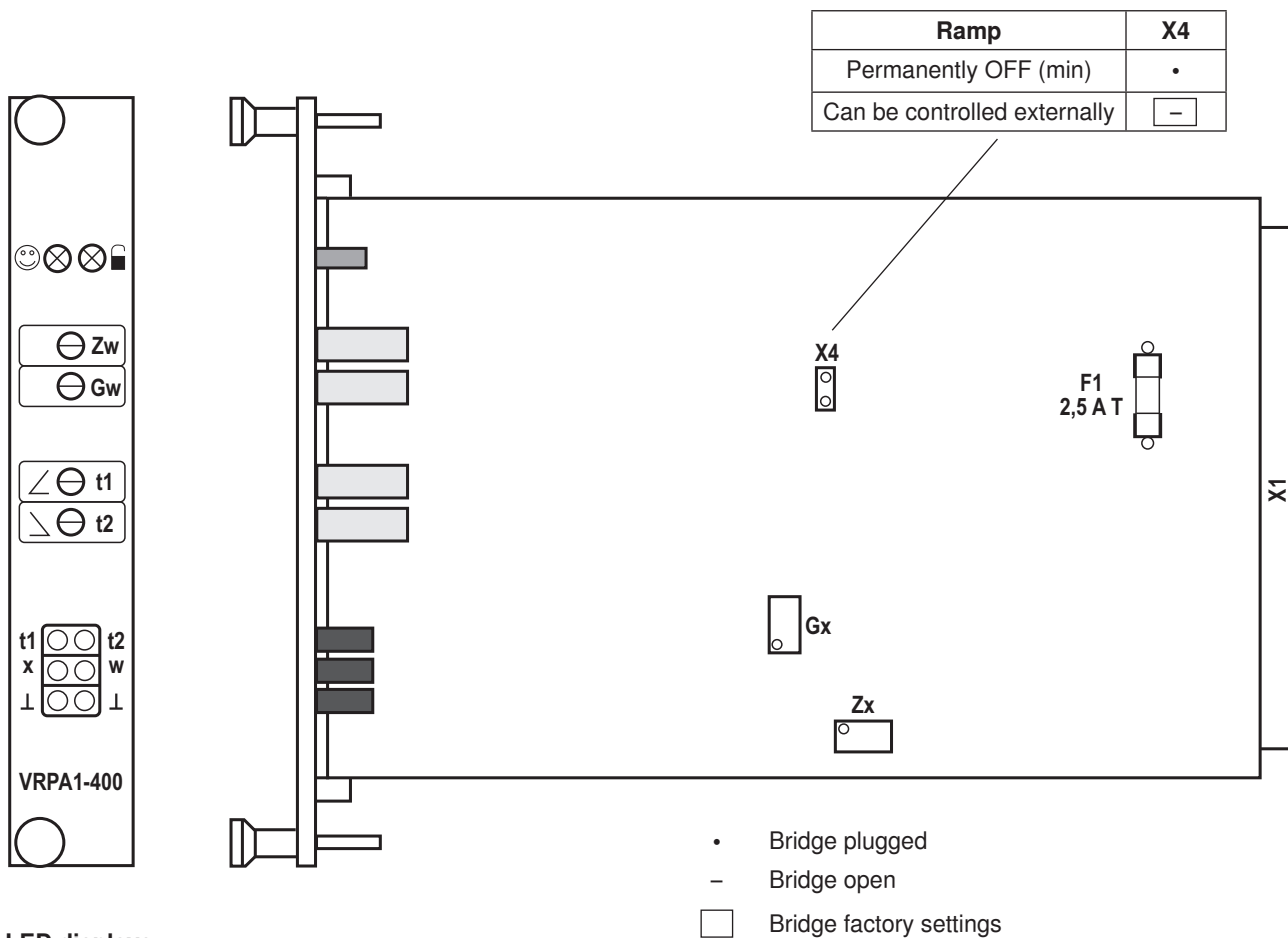 Ramp X4
Permanently OFF (min) •
Can be controlled externally –
Zw
Gw
t1
t2
t1 t2
x w
⊥ ⊥
VRPA1-400
X4
F1
2,5 A T
X1
Gx
Zx
• Bridge plugged
– Bridge open
Bridge factory settings